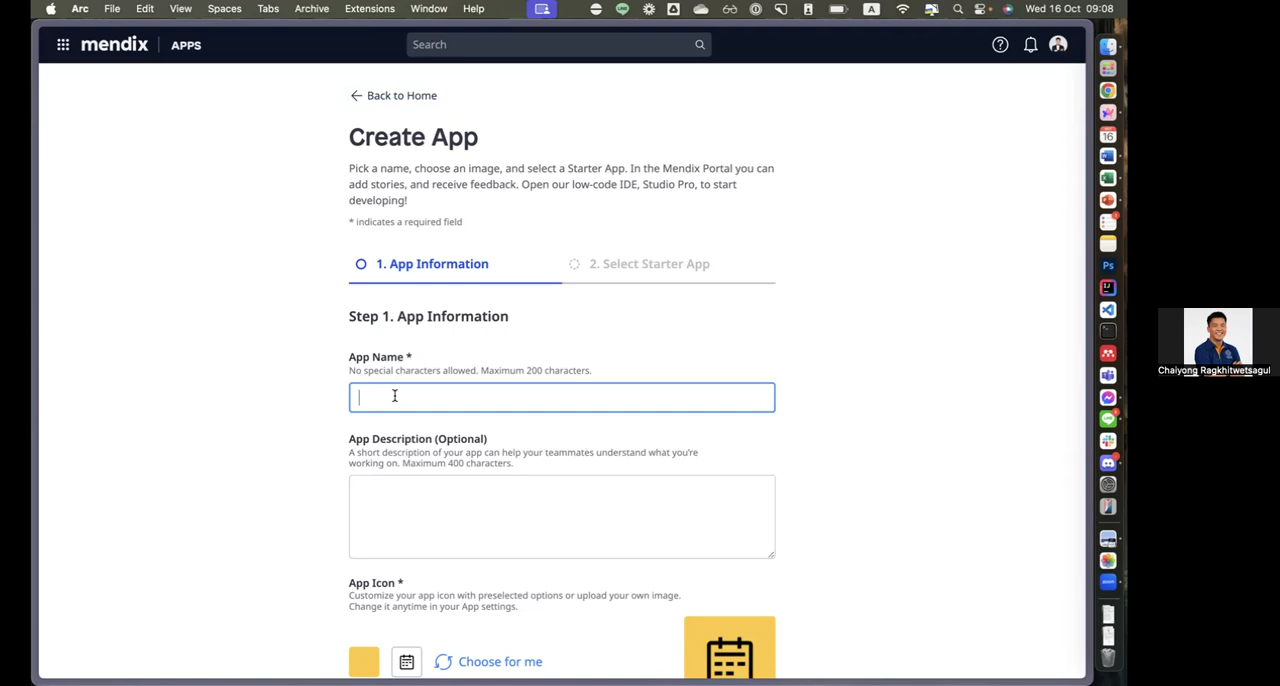 Arc File Edit View Spaces Tabs Archive Extensions Window Help A Wed 16 Oct 09:08
mendix APPS Search
Back to Home
Create App
Pick a name, choose an image, and select a Starter App. In the Mendix Portal you can
add stories, and receive feedback. Open our low-code IDE, Studio Pro, to start
developing!
* indicates a required field
1. App Information 2. Select Starter App
Step 1. App Information
App Name *
No special characters allowed. Maximum 200 characters.
App Description (Optional)
A short description of your app can help your teammates understand what you're
working on. Maximum 400 characters.
App Icon *
Customize your app icon with preselected options or upload your own image.
Change it anytime in your App settings.
Choose for me
16
Ps
Chaiyong Ragkhitwetsagul